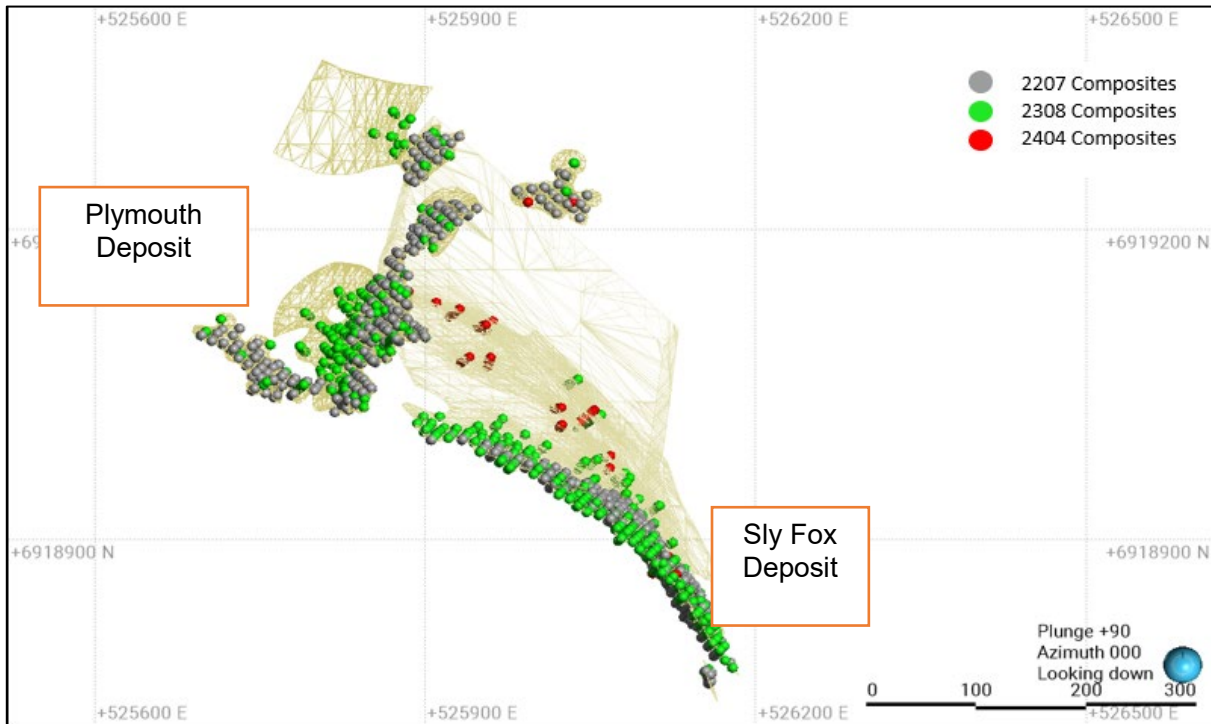 +525600 E
+525900 E
+526200 E
+526500 E
2207 Composites
2308 Composites
2404 Composites
Plymouth
Deposit
+6919200 N
Sly Fox
Deposit
+6918900 N
+6918900 N
Plunge +90
Azimuth 000
Looking down
0
100
200
300
+525600 E
+525900 E
+526200 E
+526500 E